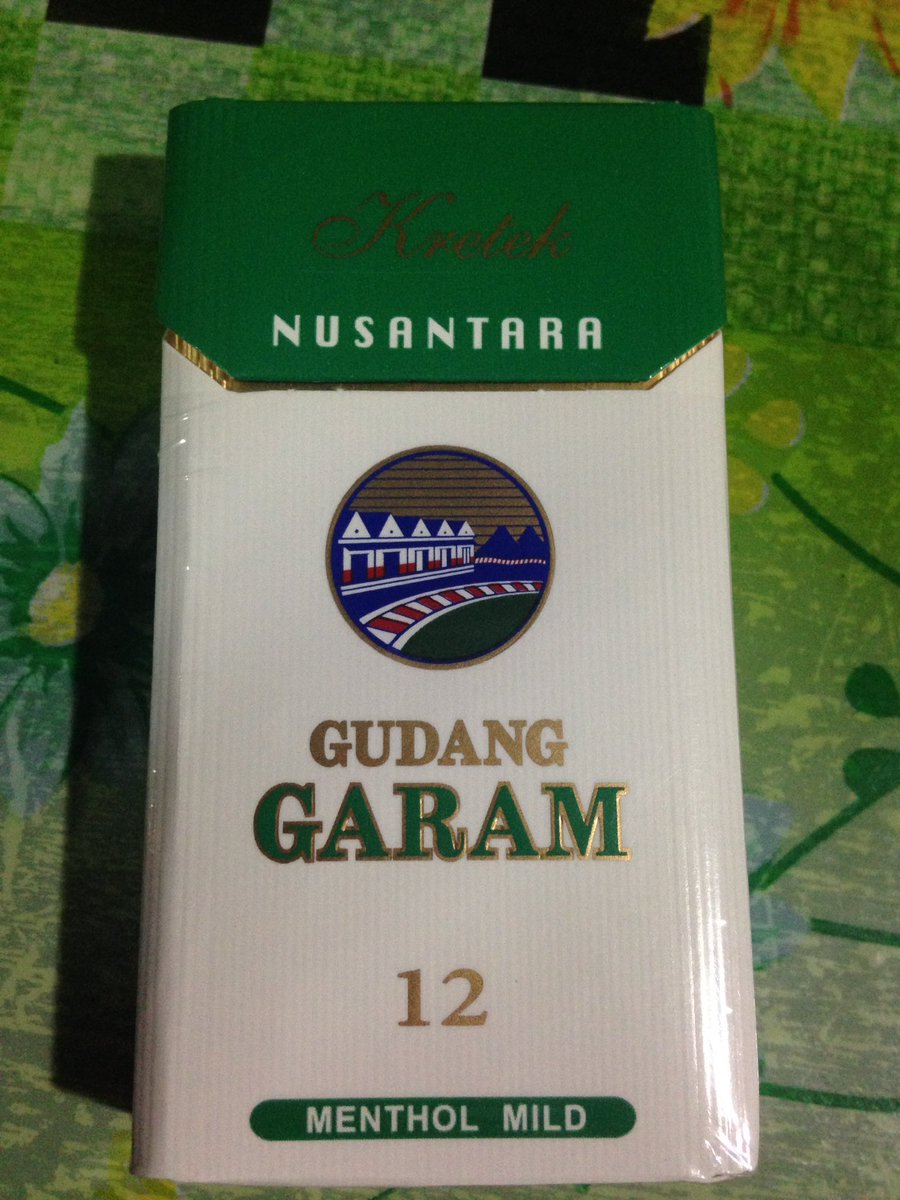 Kretek
NUSANTARA
GUDANG
GARAM
12
MENTHOL MILD